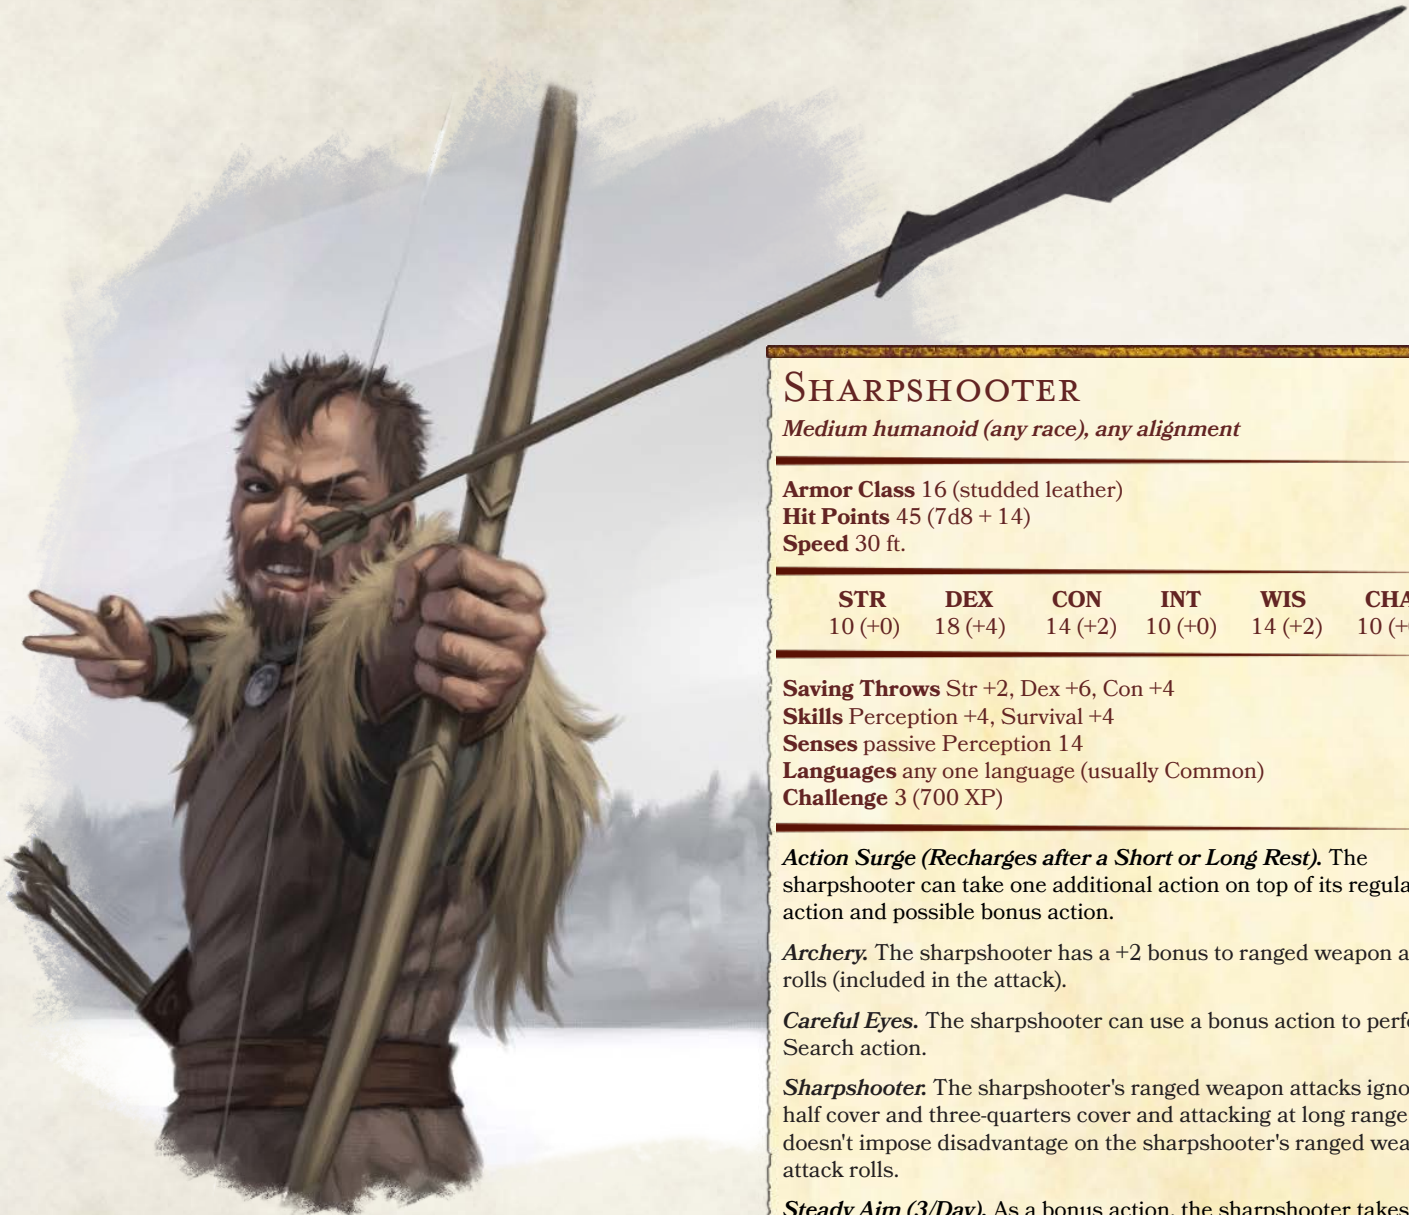 SHARPSHOOTER
Medium humanoid (any race), any alignment
Armor Class 16 (studded leather)
Hit Points 45 (7d8 + 14)
Speed 30 ft.
STR DEX CON INT WIS CHA
10 (+0) 18 (+4) 14 (+2) 10 (+0) 14 (+2) 10 (+
Saving Throws Str +2, Dex +6, Con +4
Skills Perception +4, Survival +4
Senses passive Perception 14
Languages any one language (usually Common)
Challenge 3 (700 XP)
Action Surge (Recharges after a Short or Long Rest). The
sharpshooter can take one additional action on top of its regula
action and possible bonus action.
Archery. The sharpshooter has a +2 bonus to ranged weapon a
rolls (included in the attack).
Careful Eyes. The sharpshooter can use a bonus action to perf
Search action.
Sharpshooter. The sharpshooter's ranged weapon attacks igno
half cover and three-quarters cover and attacking at long range
doesn't impose disadvantage on the sharpshooter's ranged wea
attack rolls.
Steady Aim (3/Day). As a bonus action, the sharpshooter takes